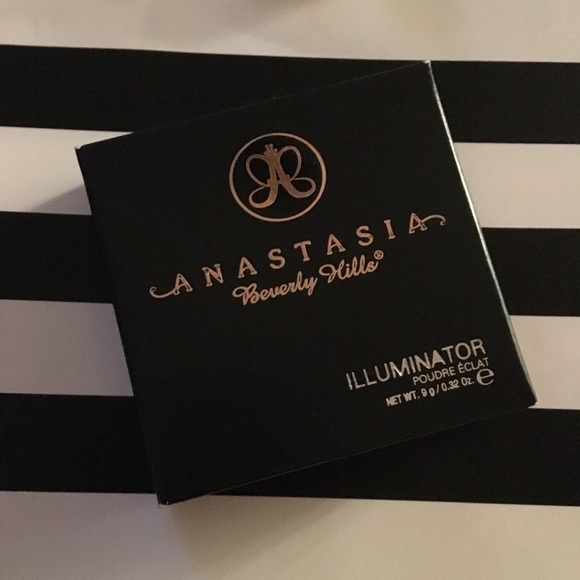 ANASTASIA
Beverly Hills®
ILLUMINATOR
POUDRE ÉCLAT
NET WT. 9 g / 0.32 Oz. ℮